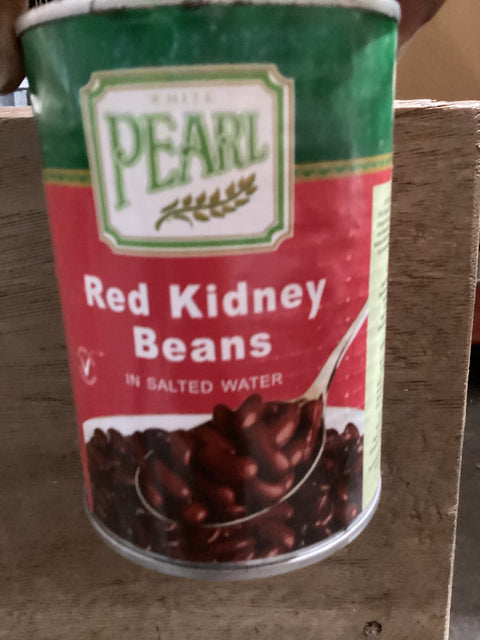 WHITE
PEARL
Red Kidney
Beans
IN SALTED WATER
V